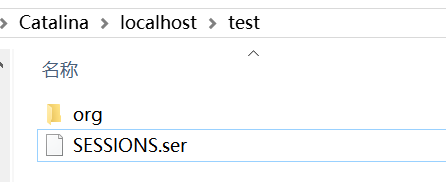 Catalina > localhost > test
名称
org
SESSIONS.ser